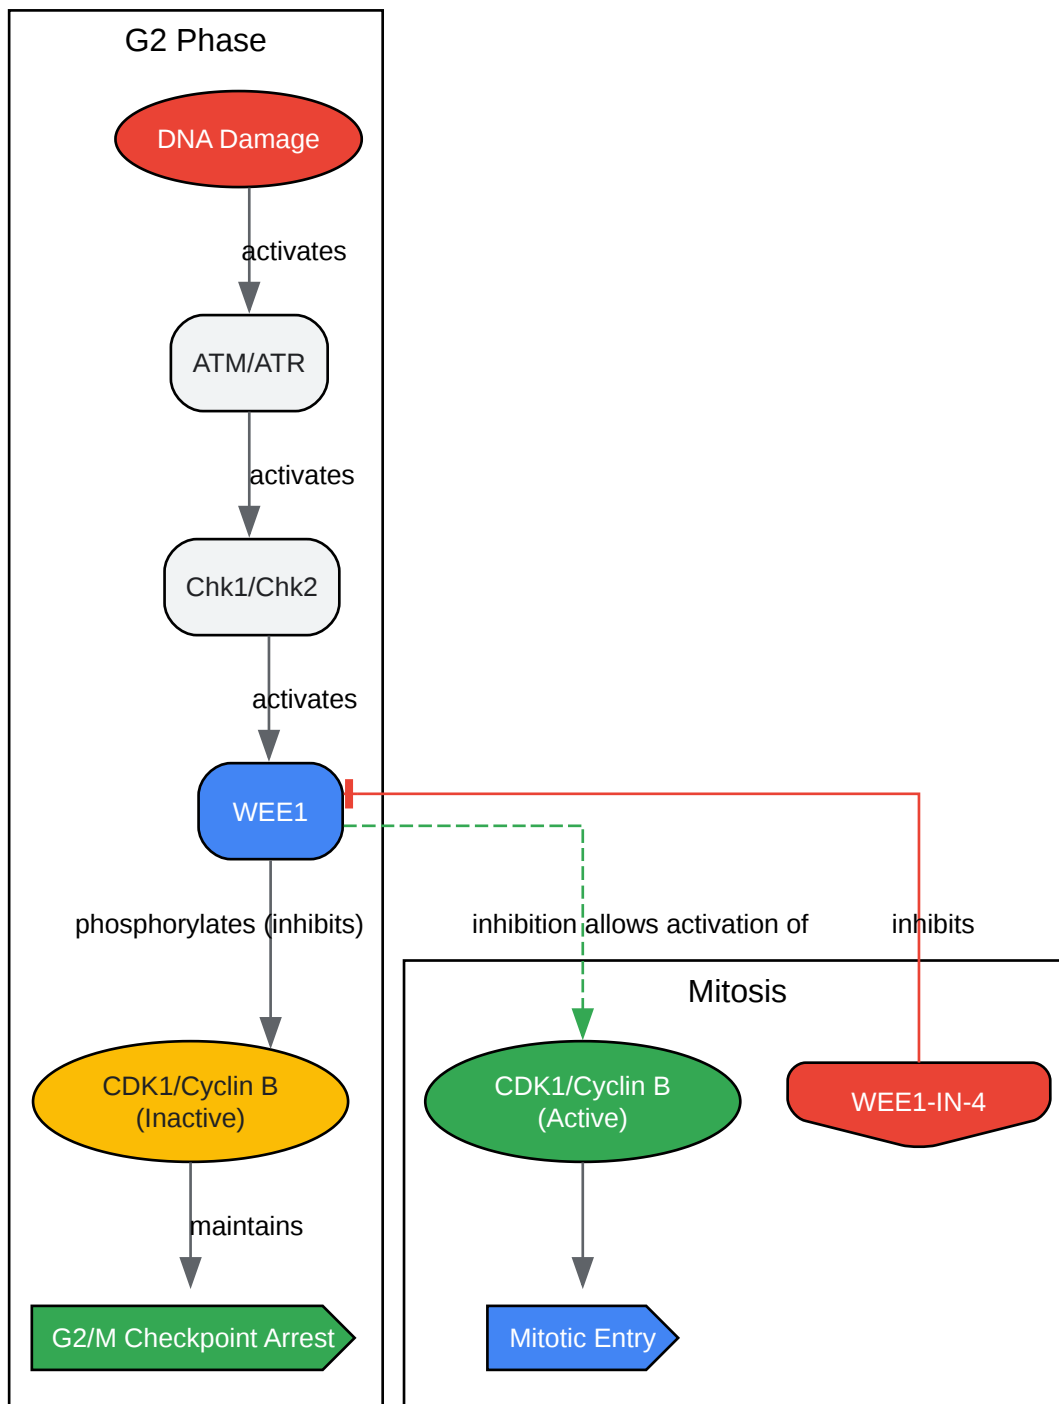 G2 Phase
DNA Damage
activates
ATM/ATR
activates
Chk1/Chk2
activates
WEE1
phosphorylates (inhibits)
inhibition allows activation of
inhibits
Mitosis
CDK1/Cyclin B
(Inactive)
CDK1/Cyclin B
(Active)
WEE1-IN-4
maintains
G2/M Checkpoint Arrest
Mitotic Entry